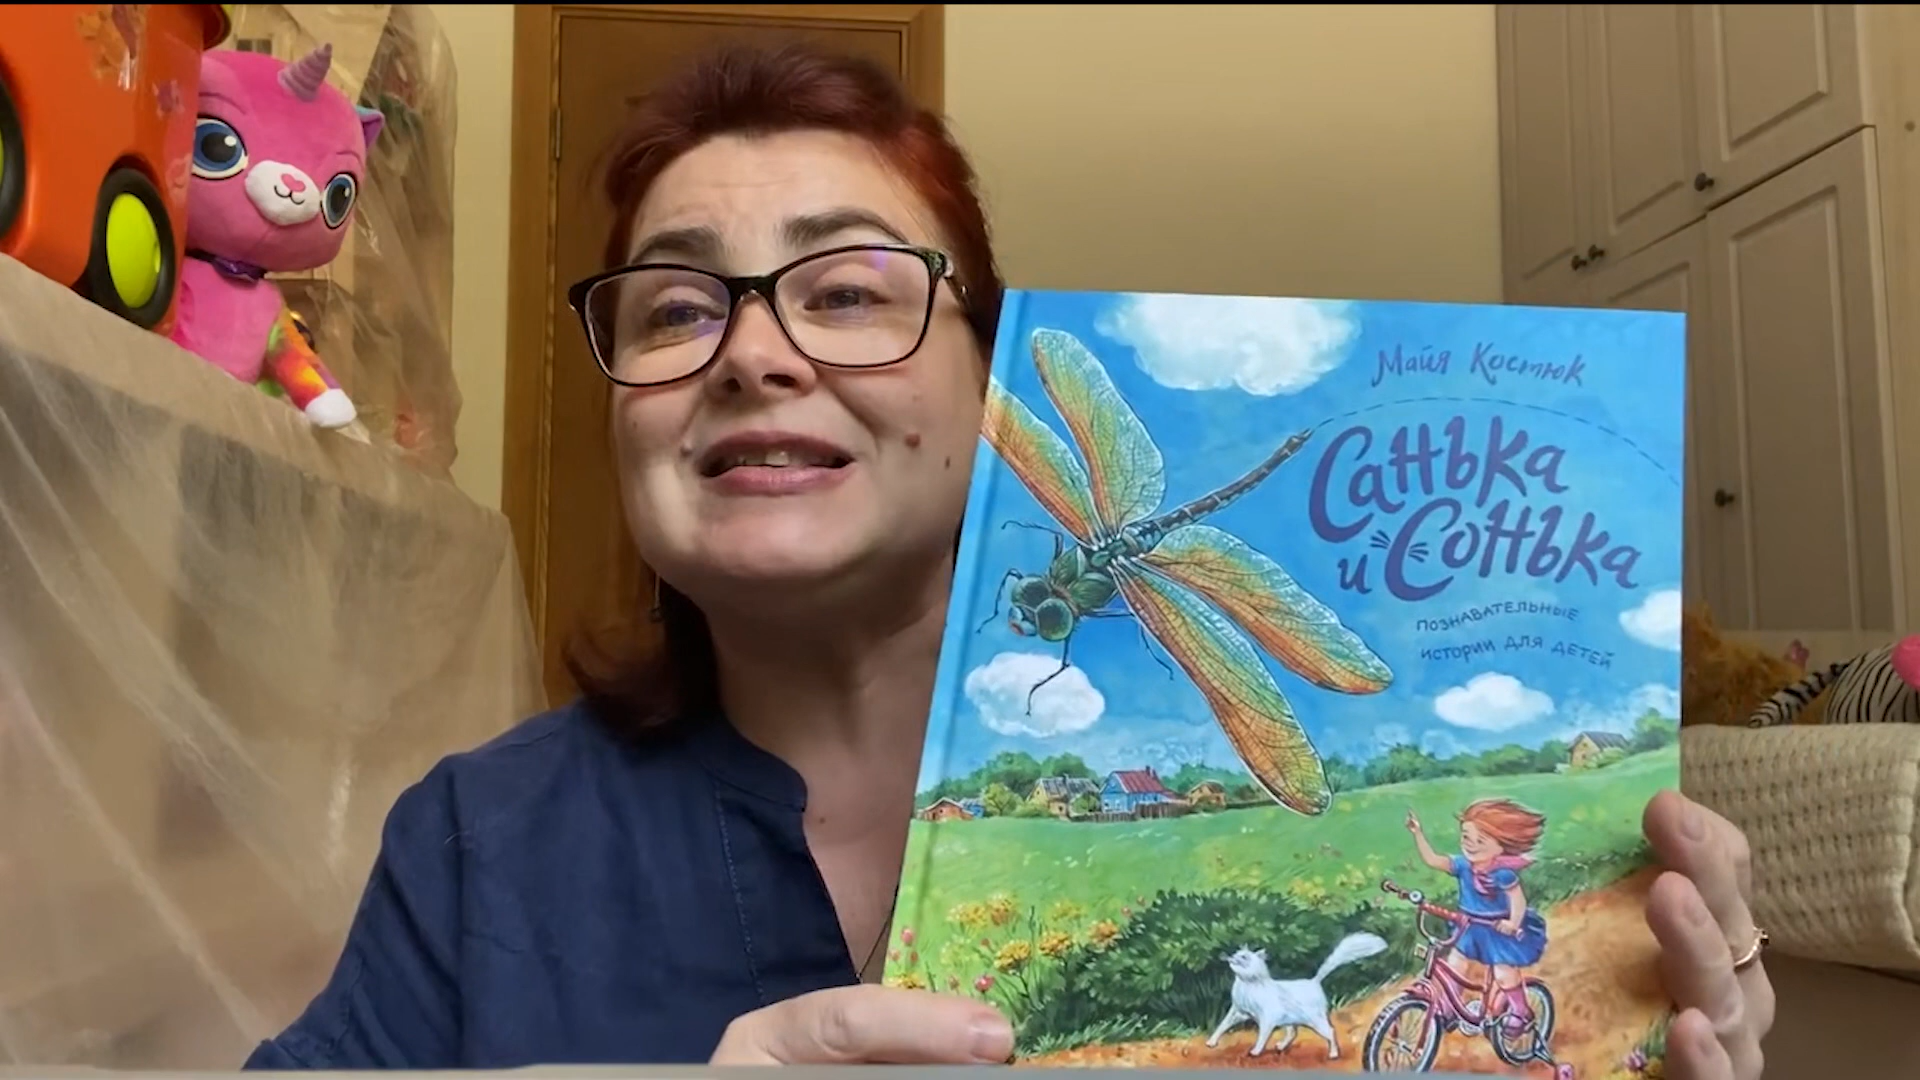 Майя Костюк
Санька
и Сонька
ПОЗНАВАТЕЛЬНЫЕ
ИСТОРИИ ДЛЯ ДЕТЕЙ